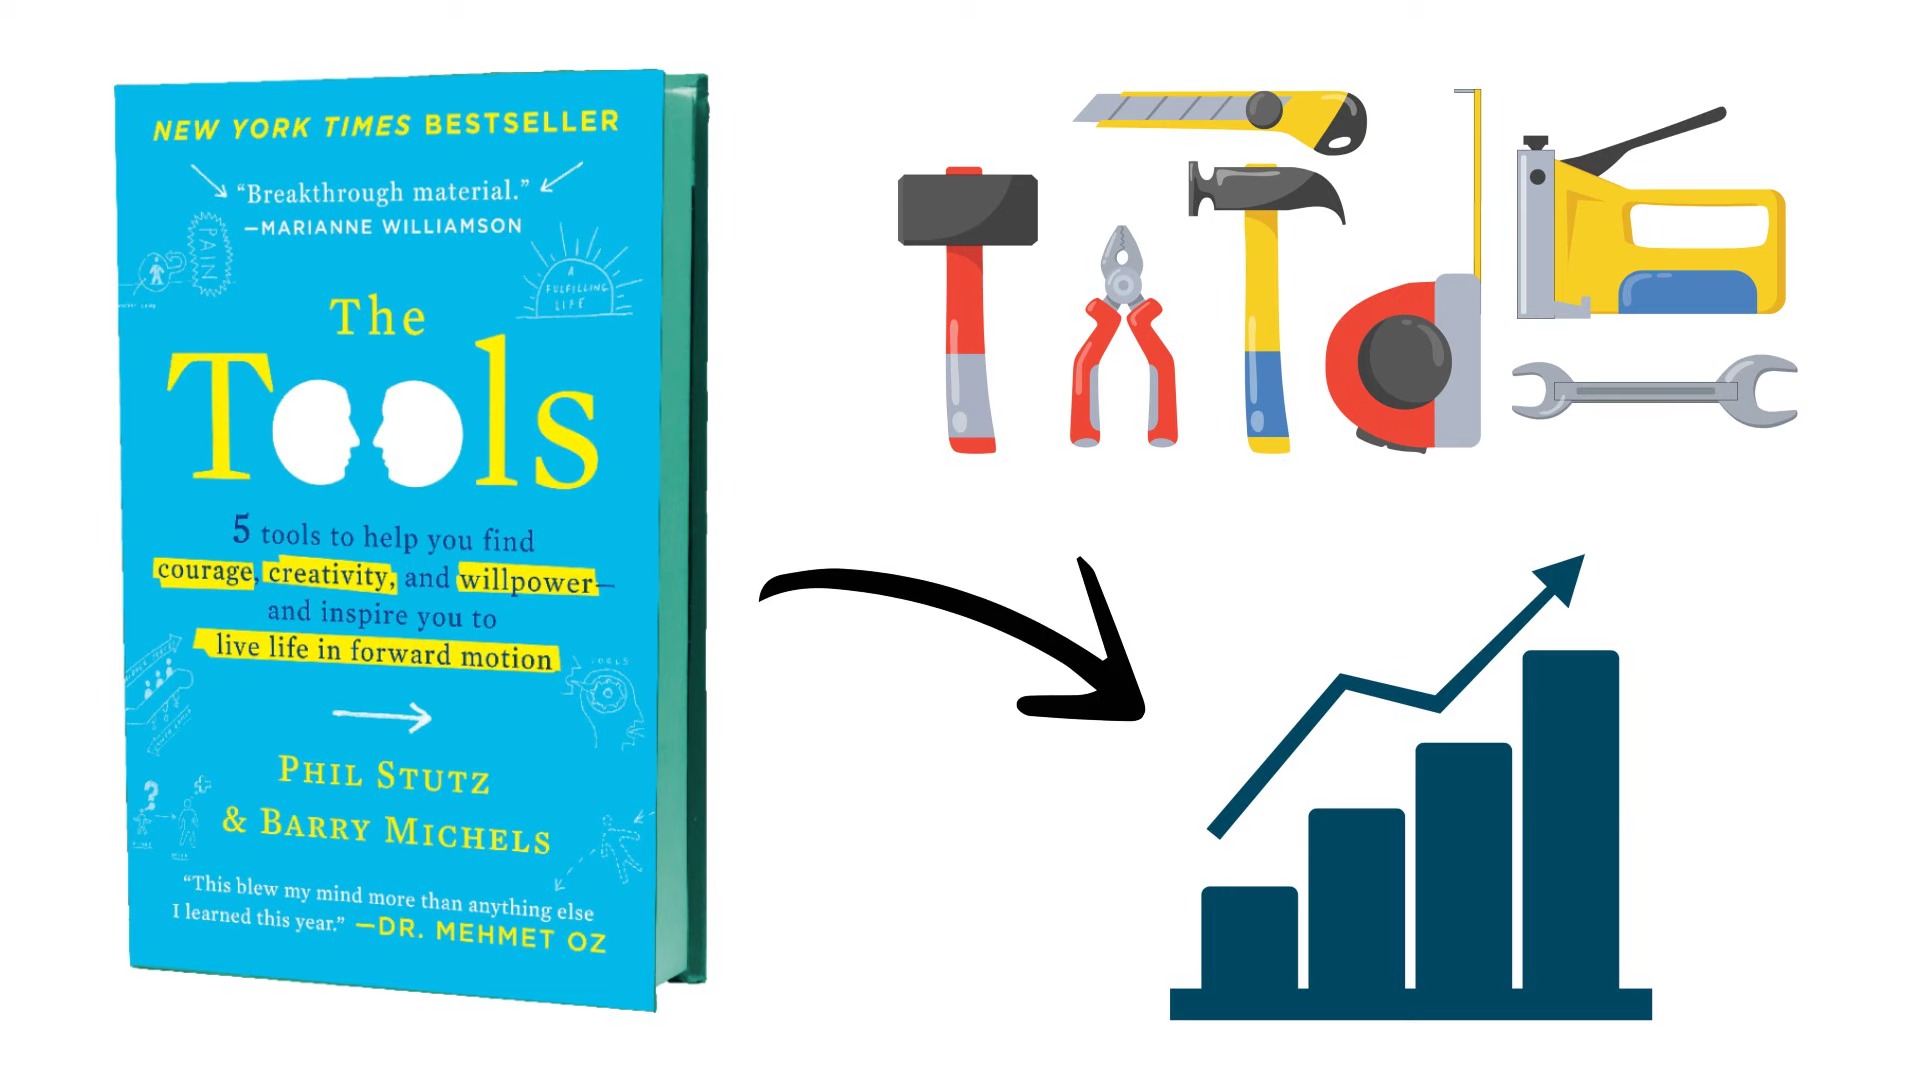 NEW YORK TIMES BESTSELLER
“Breakthrough material.”
—MARIANNE WILLIAMSON
PAIN
A
FULFILLING
LIFE
The
Tools
5 tools to help you find
courage, creativity, and willpower—
and inspire you to
live life in forward motion
TOOLS
PHIL STUTZ
& BARRY MICHELS
?
“This blew my mind more than anything else
I learned this year.” —DR. MEHMET OZ